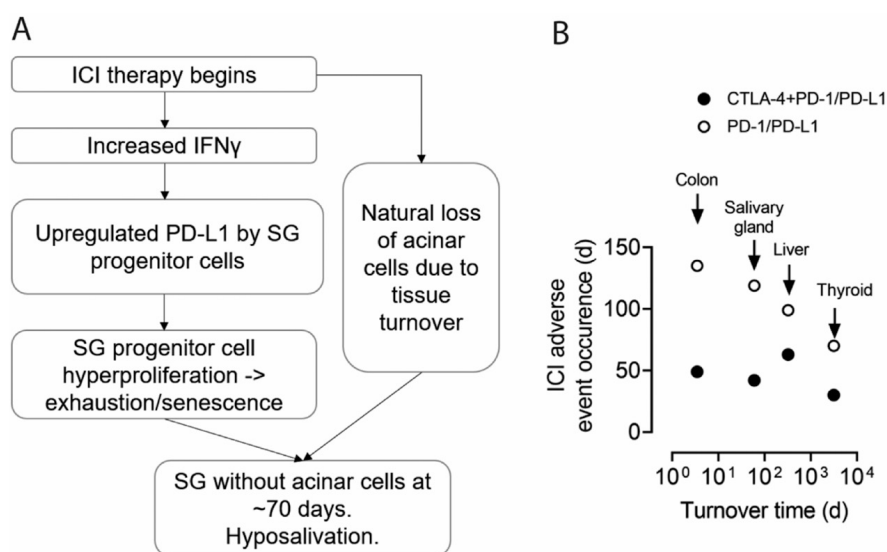 A
ICI therapy begins
Increased IFNγ
Upregulated PD-L1 by SG
progenitor cells
SG progenitor cell
hyperproliferation ->
exhaustion/senescence
Natural loss
of acinar
cells due to
tissue
turnover
SG without acinar cells at
~70 days.
Hyposalivation.
B
CTLA-4+PD-1/PD-L1
PD-1/PD-L1
Colon
Salivary
gland
Liver
Thyroid
ICI adverse
event occurence (d)
150
100
50
0
10⁰ 10¹ 10² 10³ 10⁴
Turnover time (d)